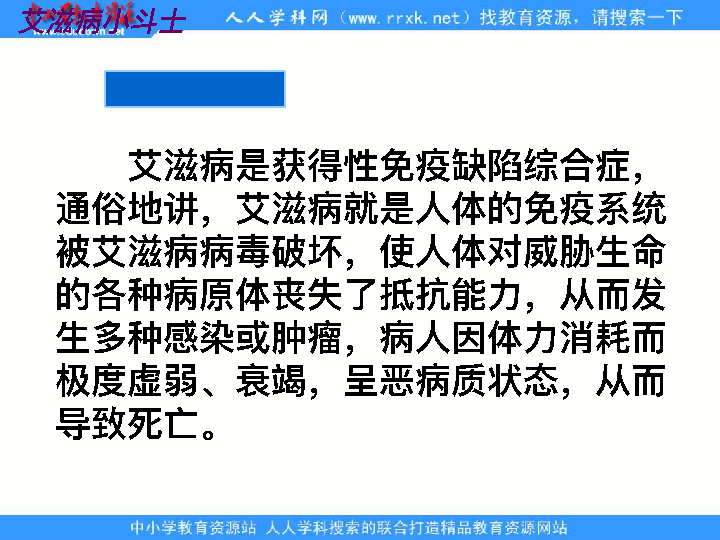 艾滋病小斗士
人人学科网（www.rrxk.net）找教育资源，请搜索一下
艾滋病是获得性免疫缺陷综合症，
通俗地讲，艾滋病就是人体的免疫系统
被艾滋病病毒破坏，使人体对威胁生命
的各种病原体丧失了抵抗能力，从而发
生多种感染或肿瘤，病人因体力消耗而
极度虚弱、衰竭，呈恶病质状态，从而
导致死亡。
中小学教育资源站 人人学科搜索的联合打造精品教育资源网站